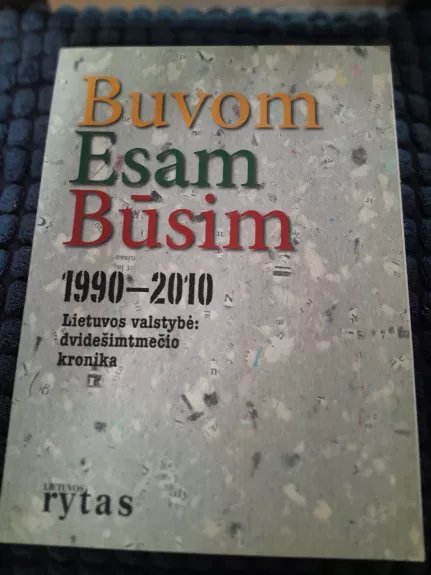 Buvom
Esam
Būsim
1990–2010
Lietuvos valstybė:
dvidešimtmečio
kronika
LIETUVOS
rytas